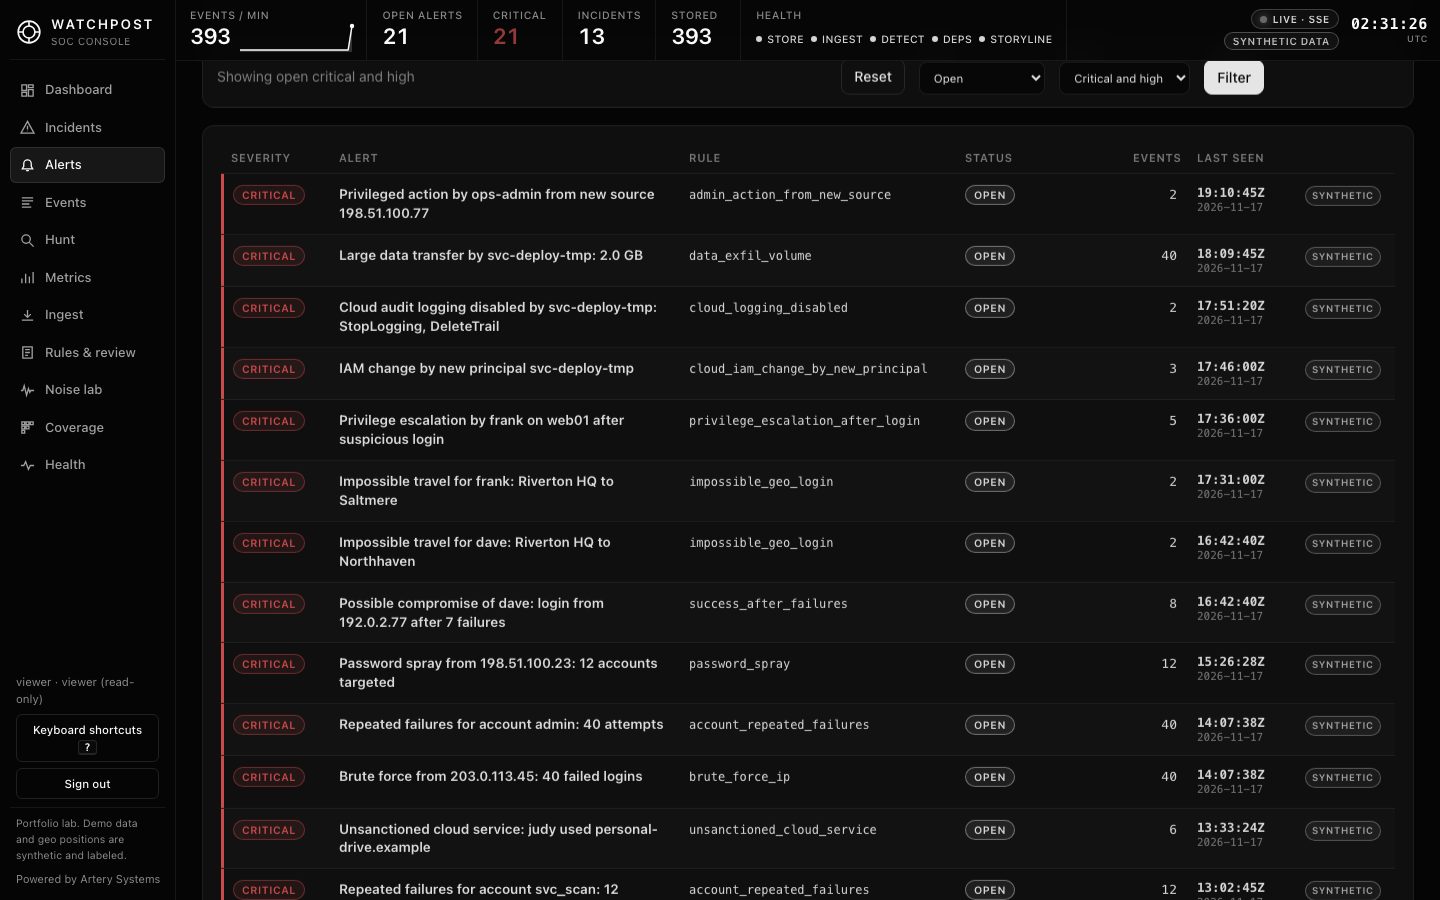 WATCHPOST
SOC CONSOLE
EVENTS / MIN
393
OPEN ALERTS
21
CRITICAL
21
INCIDENTS
13
STORED
393
HEALTH
STORE INGEST DETECT DEPS STORYLINE
LIVE · SSE
SYNTHETIC DATA
02:31:26
UTC
Dashboard
Incidents
Alerts
Events
Hunt
Metrics
Ingest
Rules & review
Noise lab
Coverage
Health
viewer · viewer (read-
only)
Keyboard shortcuts
?
Sign out
Portfolio lab. Demo data
and geo positions are
synthetic and labeled.
Powered by Artery Systems
Showing open critical and high
Reset
Open
Critical and high
Filter
SEVERITY ALERT RULE STATUS EVENTS LAST SEEN
CRITICAL Privileged action by ops-admin from new source admin_action_from_new_source OPEN 2 19:10:45Z SYNTHETIC
198.51.100.77 2026-11-17
CRITICAL Large data transfer by svc-deploy-tmp: 2.0 GB data_exfil_volume OPEN 40 18:09:45Z SYNTHETIC
2026-11-17
CRITICAL Cloud audit logging disabled by svc-deploy-tmp: cloud_logging_disabled OPEN 2 17:51:20Z SYNTHETIC
StopLogging, DeleteTrail 2026-11-17
CRITICAL IAM change by new principal svc-deploy-tmp cloud_iam_change_by_new_principal OPEN 3 17:46:00Z SYNTHETIC
2026-11-17
CRITICAL Privilege escalation by frank on web01 after privilege_escalation_after_login OPEN 5 17:36:00Z SYNTHETIC
suspicious login 2026-11-17
CRITICAL Impossible travel for frank: Riverton HQ to impossible_geo_login OPEN 2 17:31:00Z SYNTHETIC
Saltmere 2026-11-17
CRITICAL Impossible travel for dave: Riverton HQ to impossible_geo_login OPEN 2 16:42:40Z SYNTHETIC
Northhaven 2026-11-17
CRITICAL Possible compromise of dave: login from success_after_failures OPEN 8 16:42:40Z SYNTHETIC
192.0.2.77 after 7 failures 2026-11-17
CRITICAL Password spray from 198.51.100.23: 12 accounts password_spray OPEN 12 15:26:28Z SYNTHETIC
targeted 2026-11-17
CRITICAL Repeated failures for account admin: 40 attempts account_repeated_failures OPEN 40 14:07:38Z SYNTHETIC
2026-11-17
CRITICAL Brute force from 203.0.113.45: 40 failed logins brute_force_ip OPEN 40 14:07:38Z SYNTHETIC
2026-11-17
CRITICAL Unsanctioned cloud service: judy used personal- unsanctioned_cloud_service OPEN 6 13:33:24Z SYNTHETIC
drive.example 2026-11-17
CRITICAL Repeated failures for account svc_scan: 12 account_repeated_failures OPEN 12 13:02:45Z SYNTHETIC